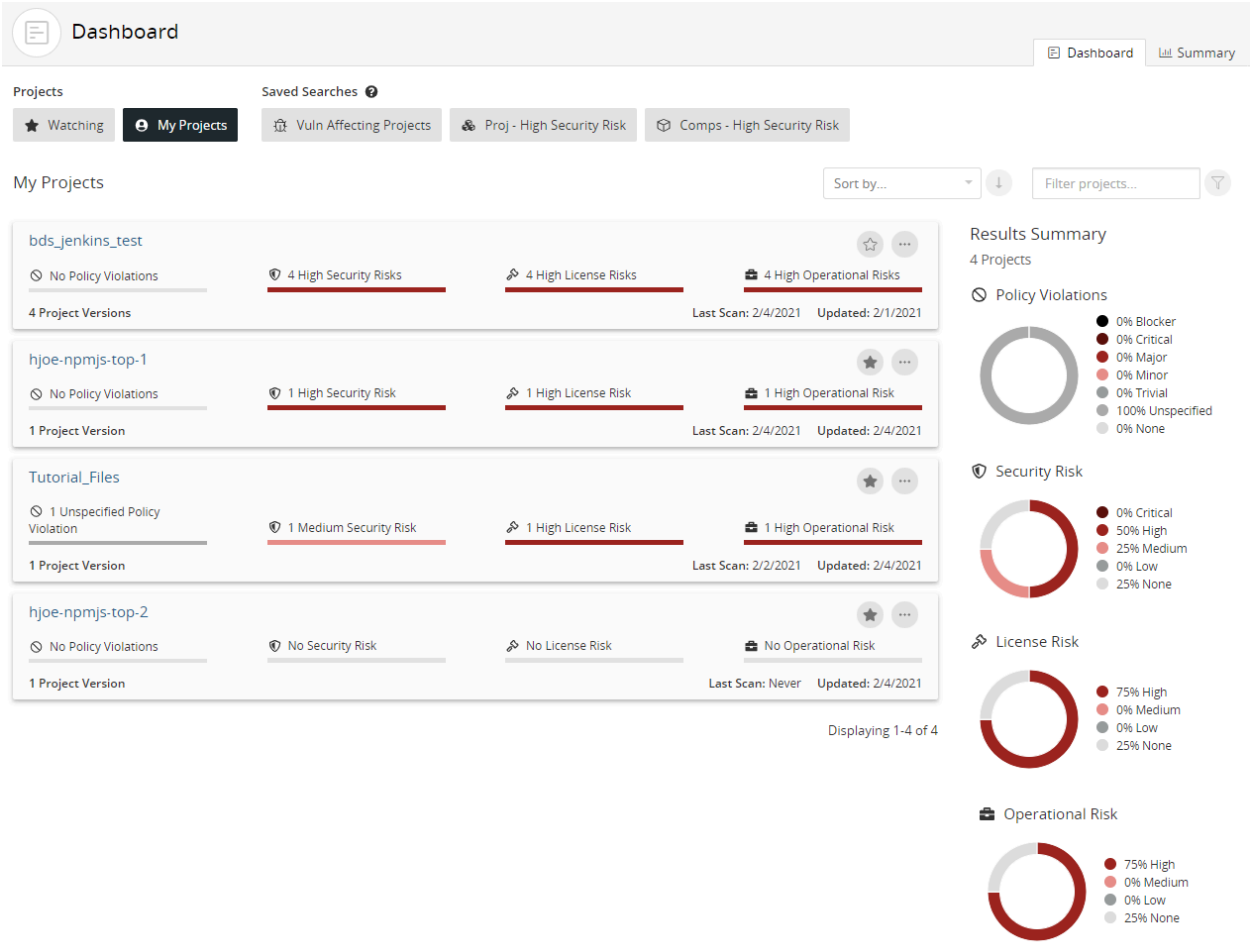 Dashboard
Dashboard Summary
Projects Saved Searches
Watching My Projects Vuln Affecting Projects Proj - High Security Risk Comps - High Security Risk
My Projects Sort by... Filter projects...
bds_jenkins_test
No Policy Violations 4 High Security Risks 4 High License Risks 4 High Operational Risks
4 Project Versions Last Scan: 2/4/2021 Updated: 2/1/2021
hjoe-npmjs-top-1
No Policy Violations 1 High Security Risk 1 High License Risk 1 High Operational Risk
1 Project Version Last Scan: 2/4/2021 Updated: 2/4/2021
Tutorial_Files
1 Unspecified Policy
Violation 1 Medium Security Risk 1 High License Risk 1 High Operational Risk
1 Project Version Last Scan: 2/2/2021 Updated: 2/4/2021
hjoe-npmjs-top-2
No Policy Violations No Security Risk No License Risk No Operational Risk
1 Project Version Last Scan: Never Updated: 2/4/2021
Displaying 1-4 of 4
Results Summary
4 Projects
Policy Violations
0% Blocker
0% Critical
0% Major
0% Minor
0% Trivial
100% Unspecified
0% None
Security Risk
0% Critical
50% High
25% Medium
0% Low
25% None
License Risk
75% High
0% Medium
0% Low
25% None
Operational Risk
75% High
0% Medium
0% Low
25% None